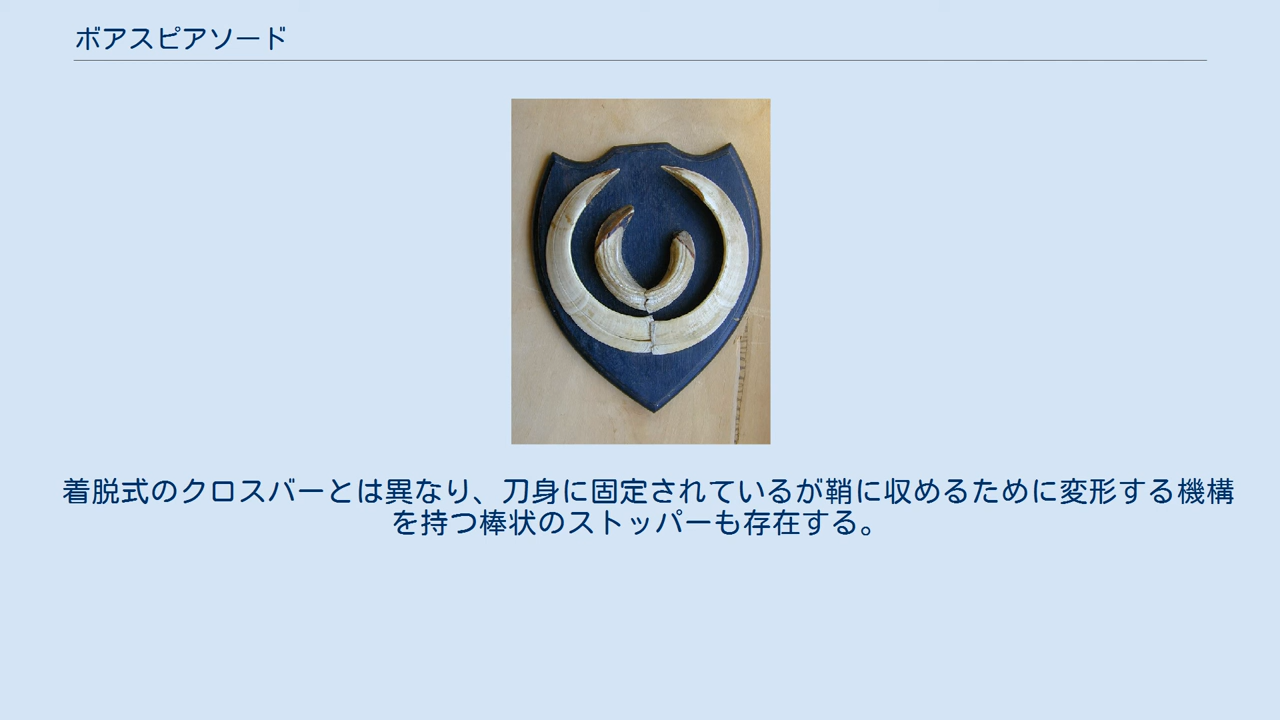 ボアスピアソード
着脱式のクロスバーとは異なり、刀身に固定されているが鞘に収めるために変形する機構
を持つ棒状のストッパーも存在する。